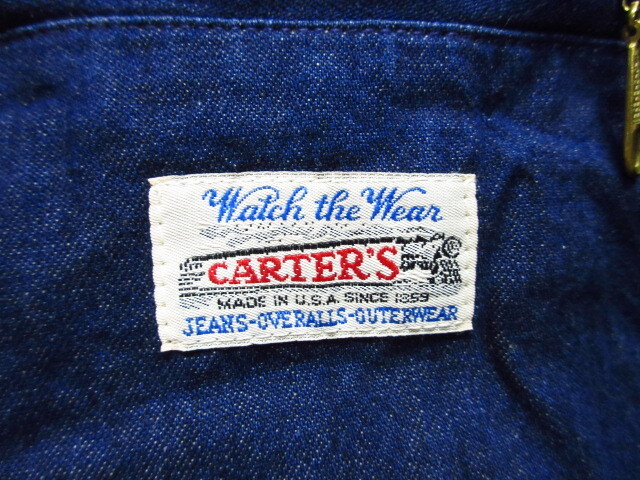 Watch the Wear
CARTER'S
MADE IN U.S.A. SINCE 1859
JEANS-OVERALLS-OUTERWEAR